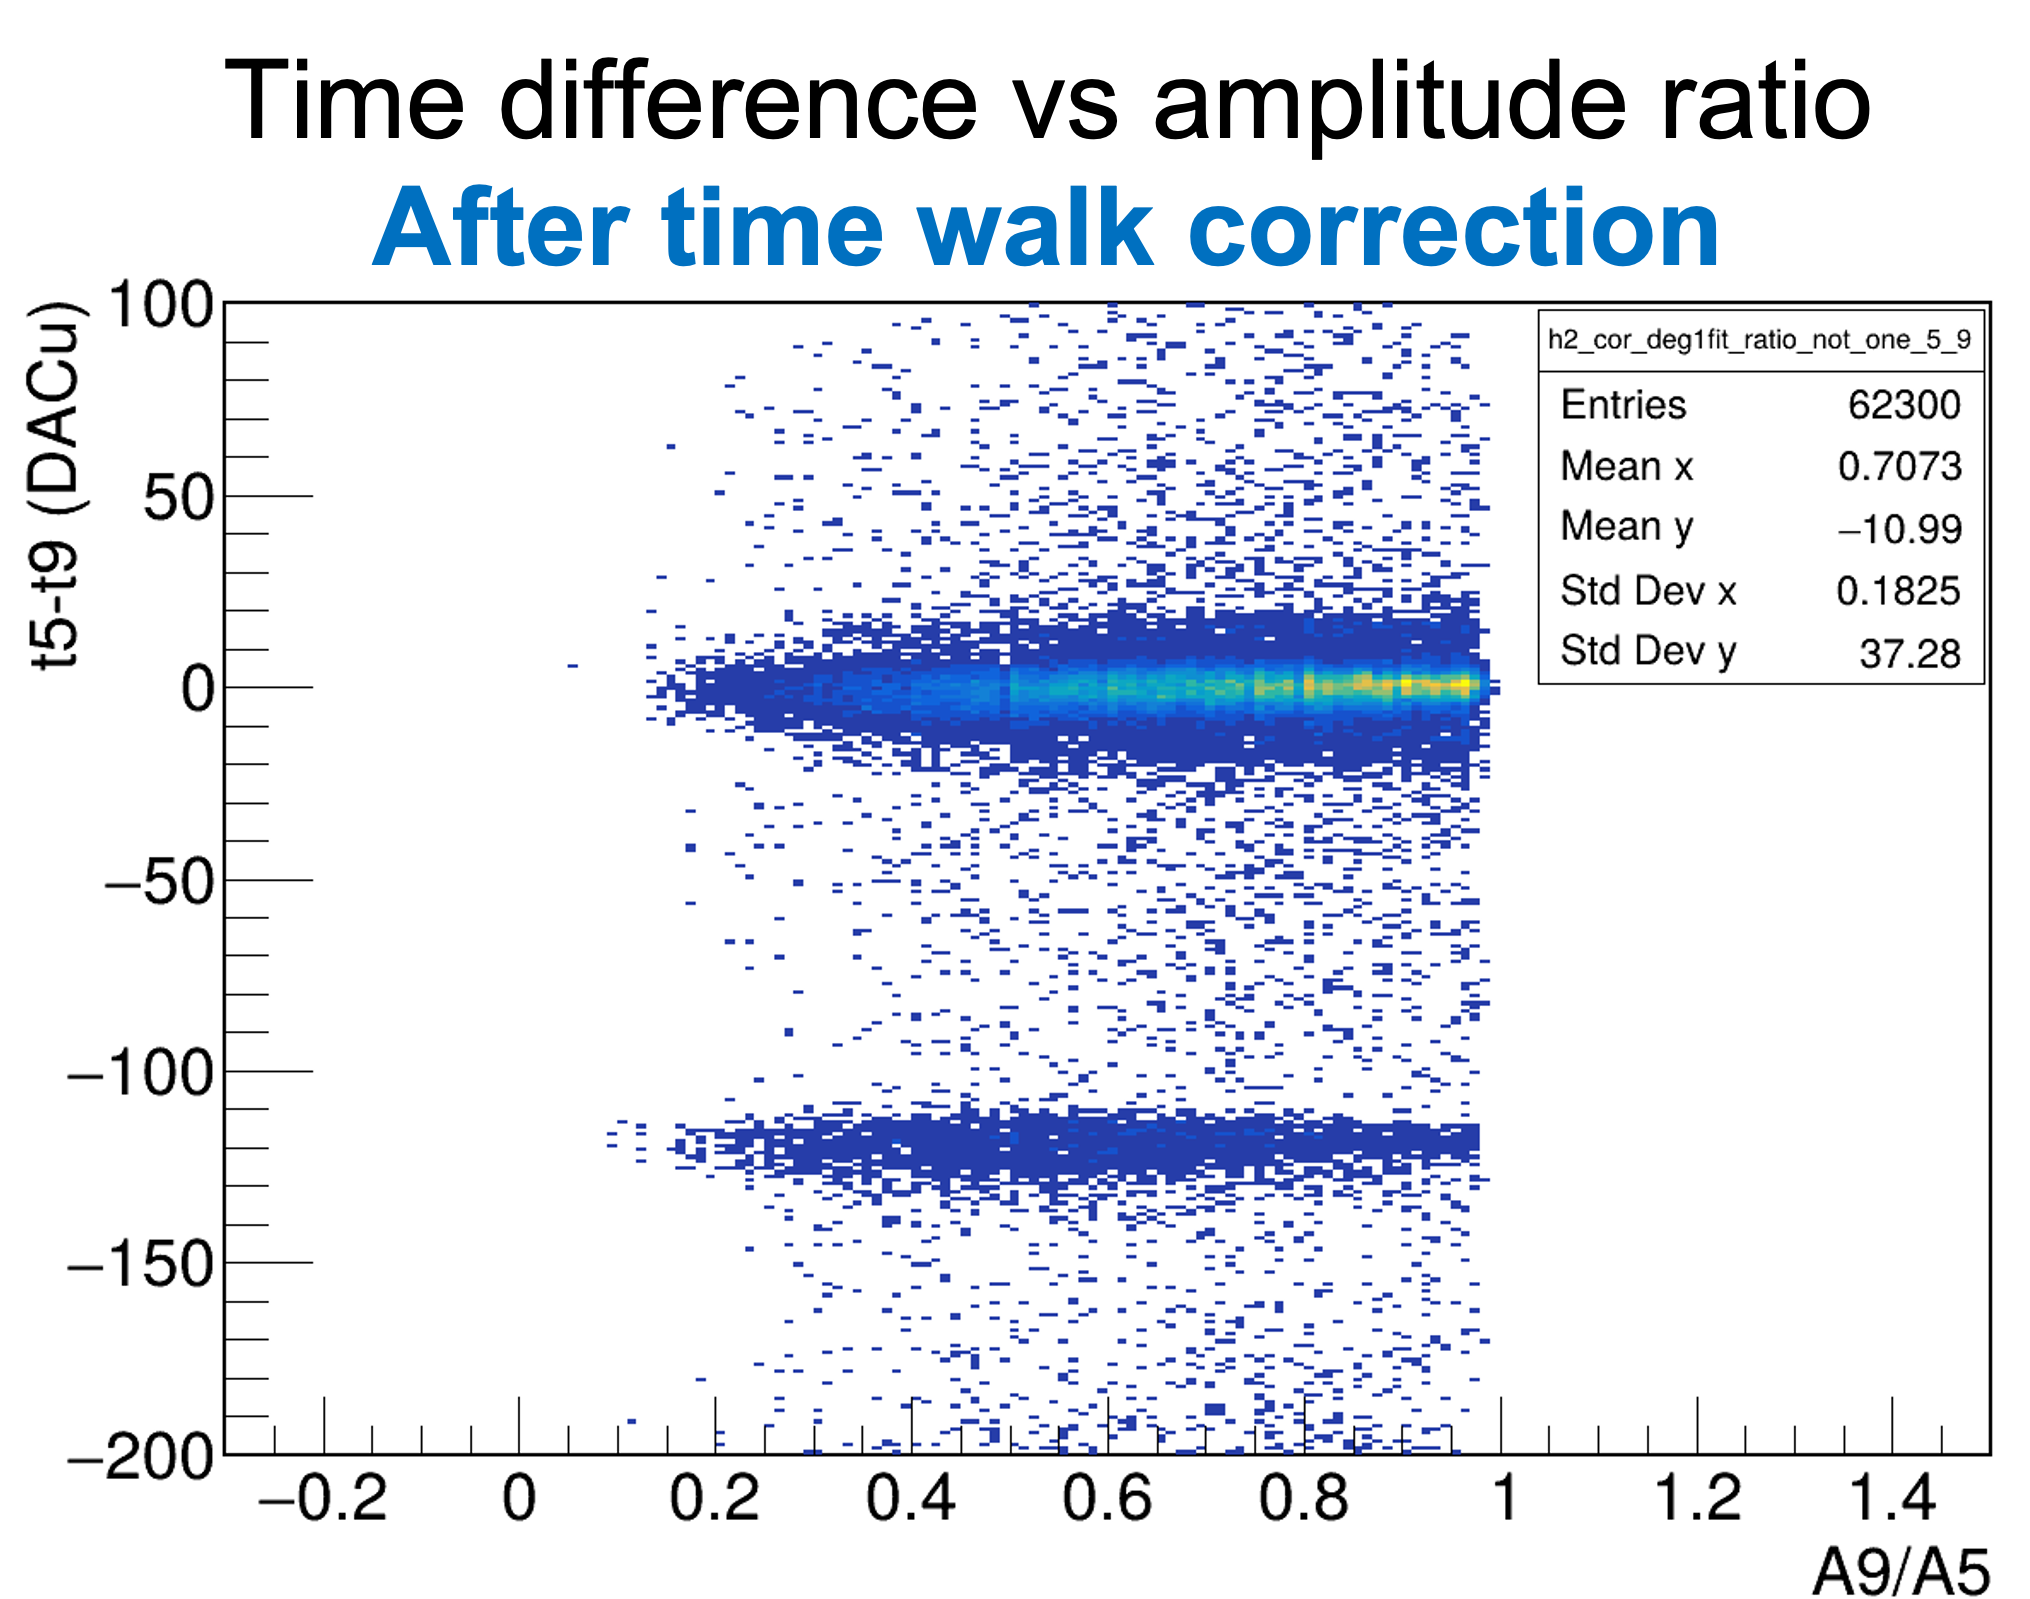 Time difference vs amplitude ratio
After time walk correction
t5-t9 (DACu)
100
50
0
−50
−100
−150
−200
h2_cor_deg1fit_ratio_not_one_5_9
Entries 62300
Mean x 0.7073
Mean y −10.99
Std Dev x 0.1825
Std Dev y 37.28
−0.2 0 0.2 0.4 0.6 0.8 1 1.2 1.4
A9/A5